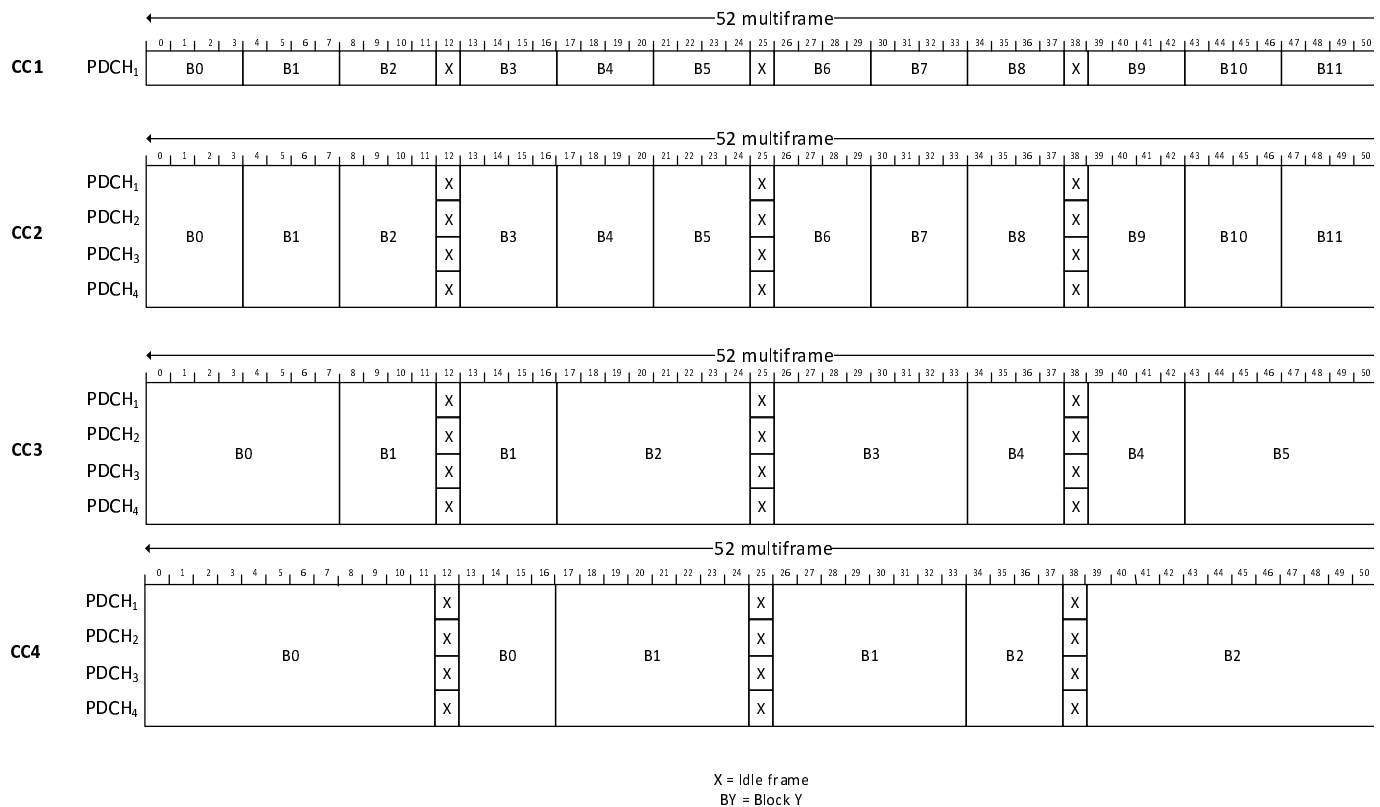 52 multiframe
0 1 2 3 4 5 6 7 8 9 10 11 12 13 14 15 16 17 18 19 20 21 22 23 24 25 26 27 28 29 30 31 32 33 34 35 36 37 38 39 40 41 42 43 44 45 46 47 48 49 50
CC1 PDCH1 B0 B1 B2 X B3 B4 B5 X B6 B7 B8 X B9 B10 B11
52 multiframe
0 1 2 3 4 5 6 7 8 9 10 11 12 13 14 15 16 17 18 19 20 21 22 23 24 25 26 27 28 29 30 31 32 33 34 35 36 37 38 39 40 41 42 43 44 45 46 47 48 49 50
PDCH1 X X X
PDCH2 X X X
CC2 B0 B1 B2 B3 B4 B5 B6 B7 B8 B9 B10 B11
PDCH3 X X X
PDCH4 X X X
52 multiframe
0 1 2 3 4 5 6 7 8 9 10 11 12 13 14 15 16 17 18 19 20 21 22 23 24 25 26 27 28 29 30 31 32 33 34 35 36 37 38 39 40 41 42 43 44 45 46 47 48 49 50
PDCH1 X X X
PDCH2 X X X
CC3 B0 B1 B1 B2 B3 B4 B4 B5
PDCH3 X X X
PDCH4 X X X
52 multiframe
0 1 2 3 4 5 6 7 8 9 10 11 12 13 14 15 16 17 18 19 20 21 22 23 24 25 26 27 28 29 30 31 32 33 34 35 36 37 38 39 40 41 42 43 44 45 46 47 48 49 50
PDCH1 X X X
PDCH2 X X X
CC4 B0 B0 B1 B1 B2 B2
PDCH3 X X X
PDCH4 X X X
X = Idle frame
BY = Block Y